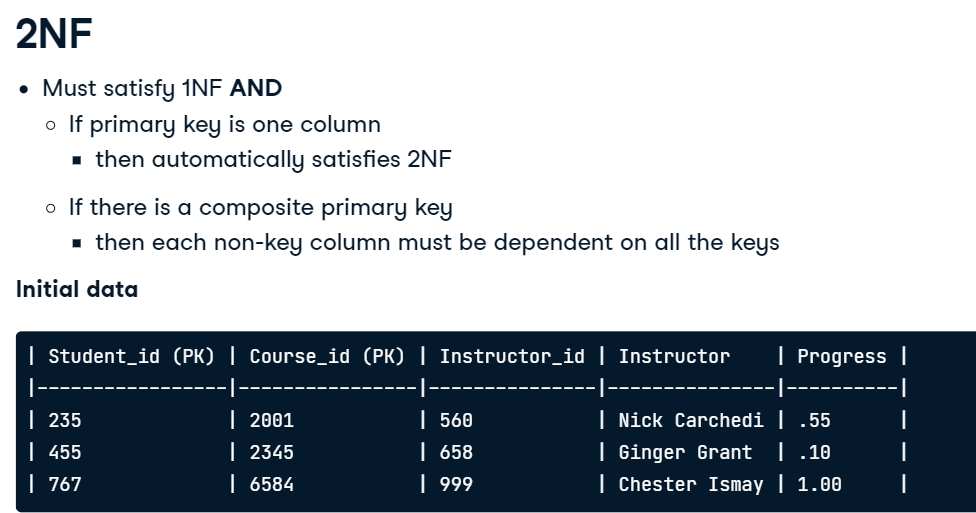 2NF
• Must satisfy 1NF AND
○ If primary key is one column
▪ then automatically satisfies 2NF
○ If there is a composite primary key
▪ then each non-key column must be dependent on all the keys
Initial data
| Student_id (PK) | Course_id (PK) | Instructor_id | Instructor    | Progress |
|-----------------|----------------|---------------|---------------|----------|
| 235             | 2001           | 560           | Nick Carchedi | .55      |
| 455             | 2345           | 658           | Ginger Grant  | .10      |
| 767             | 6584           | 999           | Chester Ismay | 1.00     |